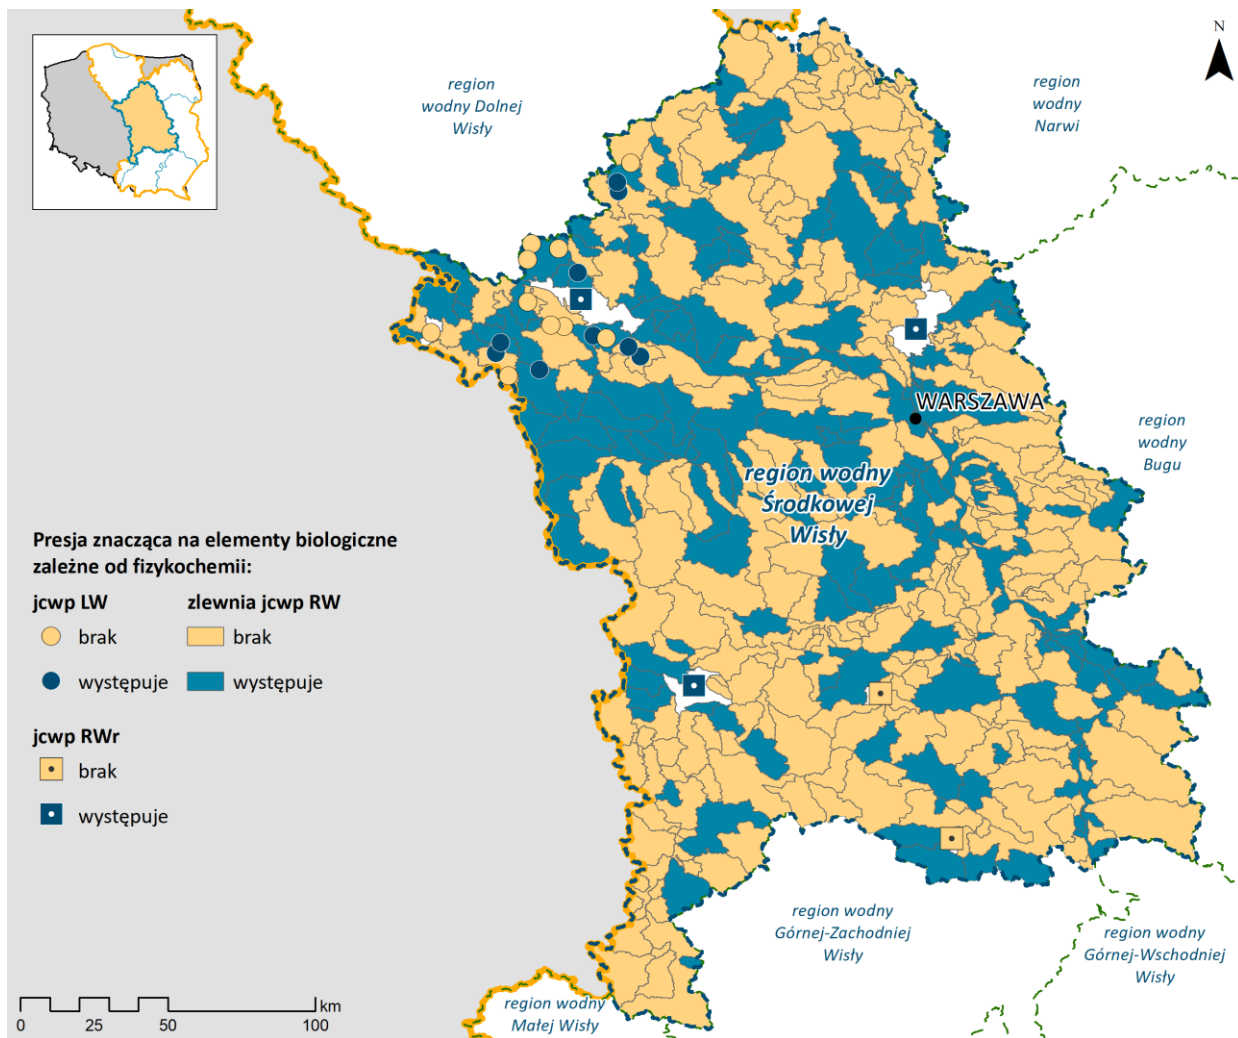 N
region
wodny Dolnej
Wisły
region
wodny
Narwi
WARSZAWA
region
wodny
Bugu
region wodny
Środkowej
Wisły
Presja znacząca na elementy biologiczne
zależne od fizykochemii:
jcwp LW
zlewnia jcwp RW
brak
brak
występuje
występuje
jcwp RWr
brak
występuje
region wodny
Górnej-Zachodniej
Wisły
region wodny
Górnej-Wschodniej
Wisły
region wodny
Małej Wisły
km
0 25 50 100